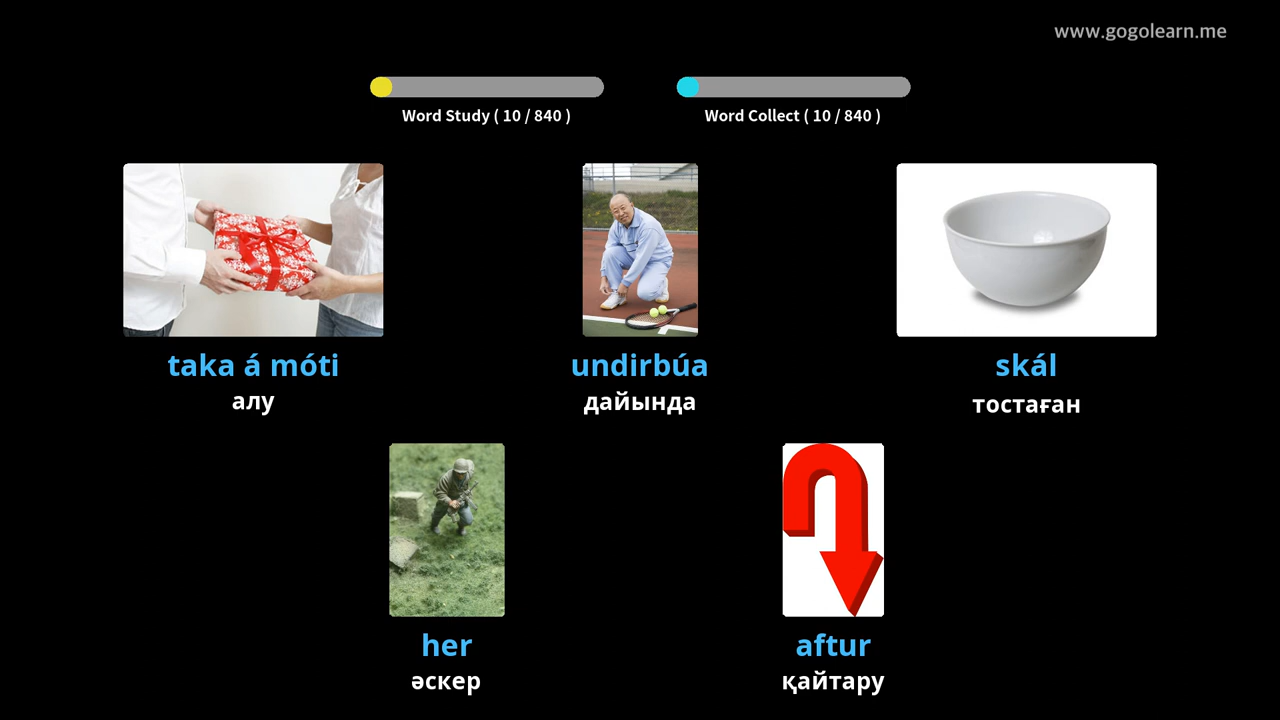 www.gogolearn.me
Word Study ( 10 / 840 )
Word Collect ( 10 / 840 )
taka á móti
алу
undirbúa
дайында
skál
тостаған
her
әскер
aftur
қайтару